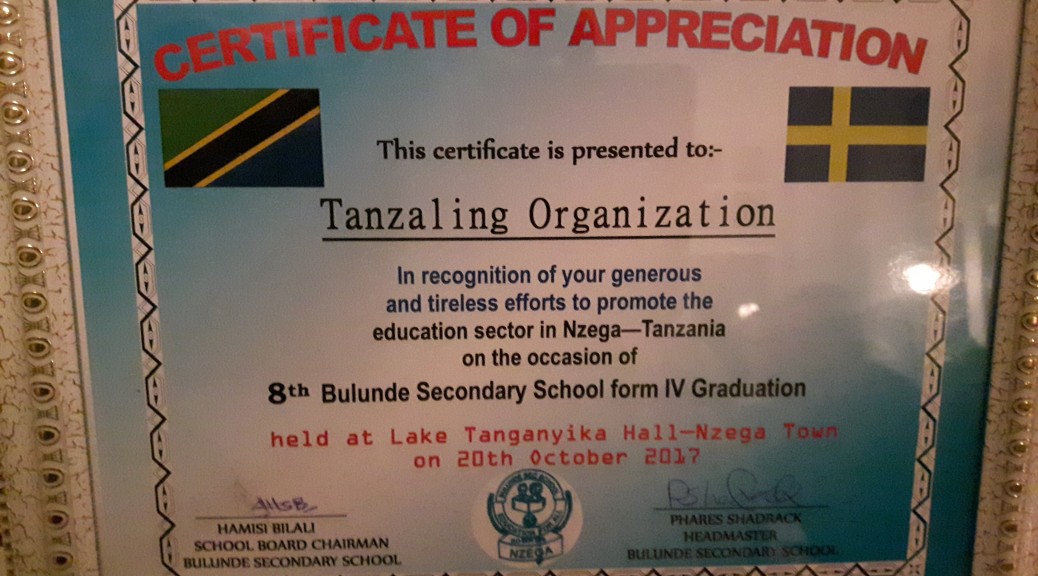 CERTIFICATE OF APPRECIATION
This certificate is presented to:-
Tanzaling Organization
In recognition of your generous
and tireless efforts to promote the
education sector in Nzega—Tanzania
on the occasion of
8th Bulunde Secondary School form IV Graduation
held at Lake Tanganyika Hall—Nzega Town
on 20th October 2017
HAMISI BILALI
SCHOOL BOARD CHAIRMAN
BULUNDE SECONDARY SCHOOL
NZEGA
PHARES SHADRACK
HEADMASTER
BULUNDE SECONDARY SCHOOL